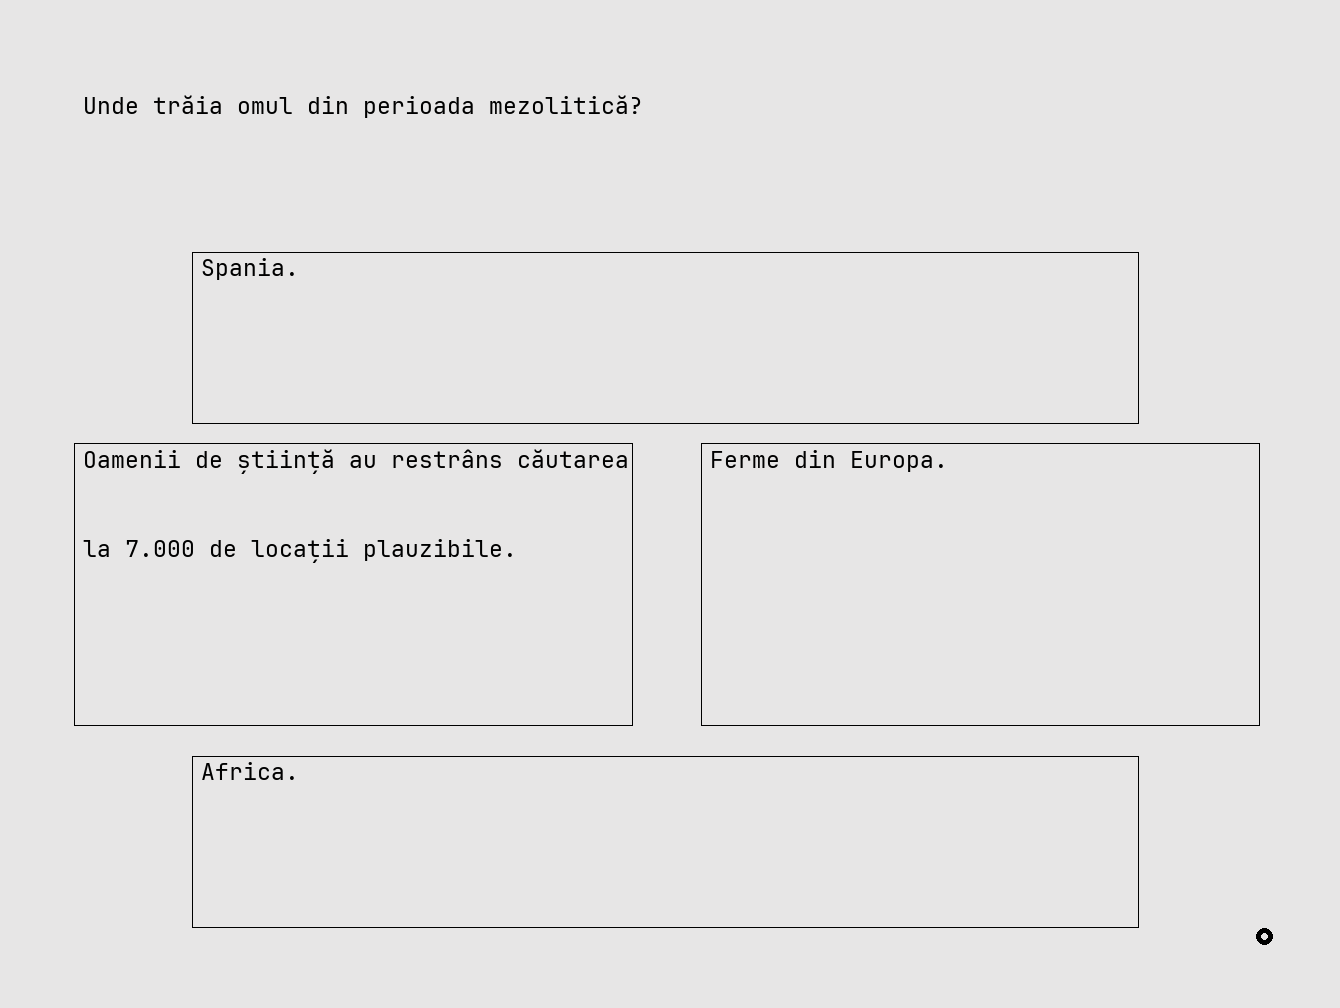 Unde trăia omul din perioada mezolitică?
Spania.
Oamenii de știință au restrâns căutarea
la 7.000 de locații plauzibile.
Ferme din Europa.
Africa.